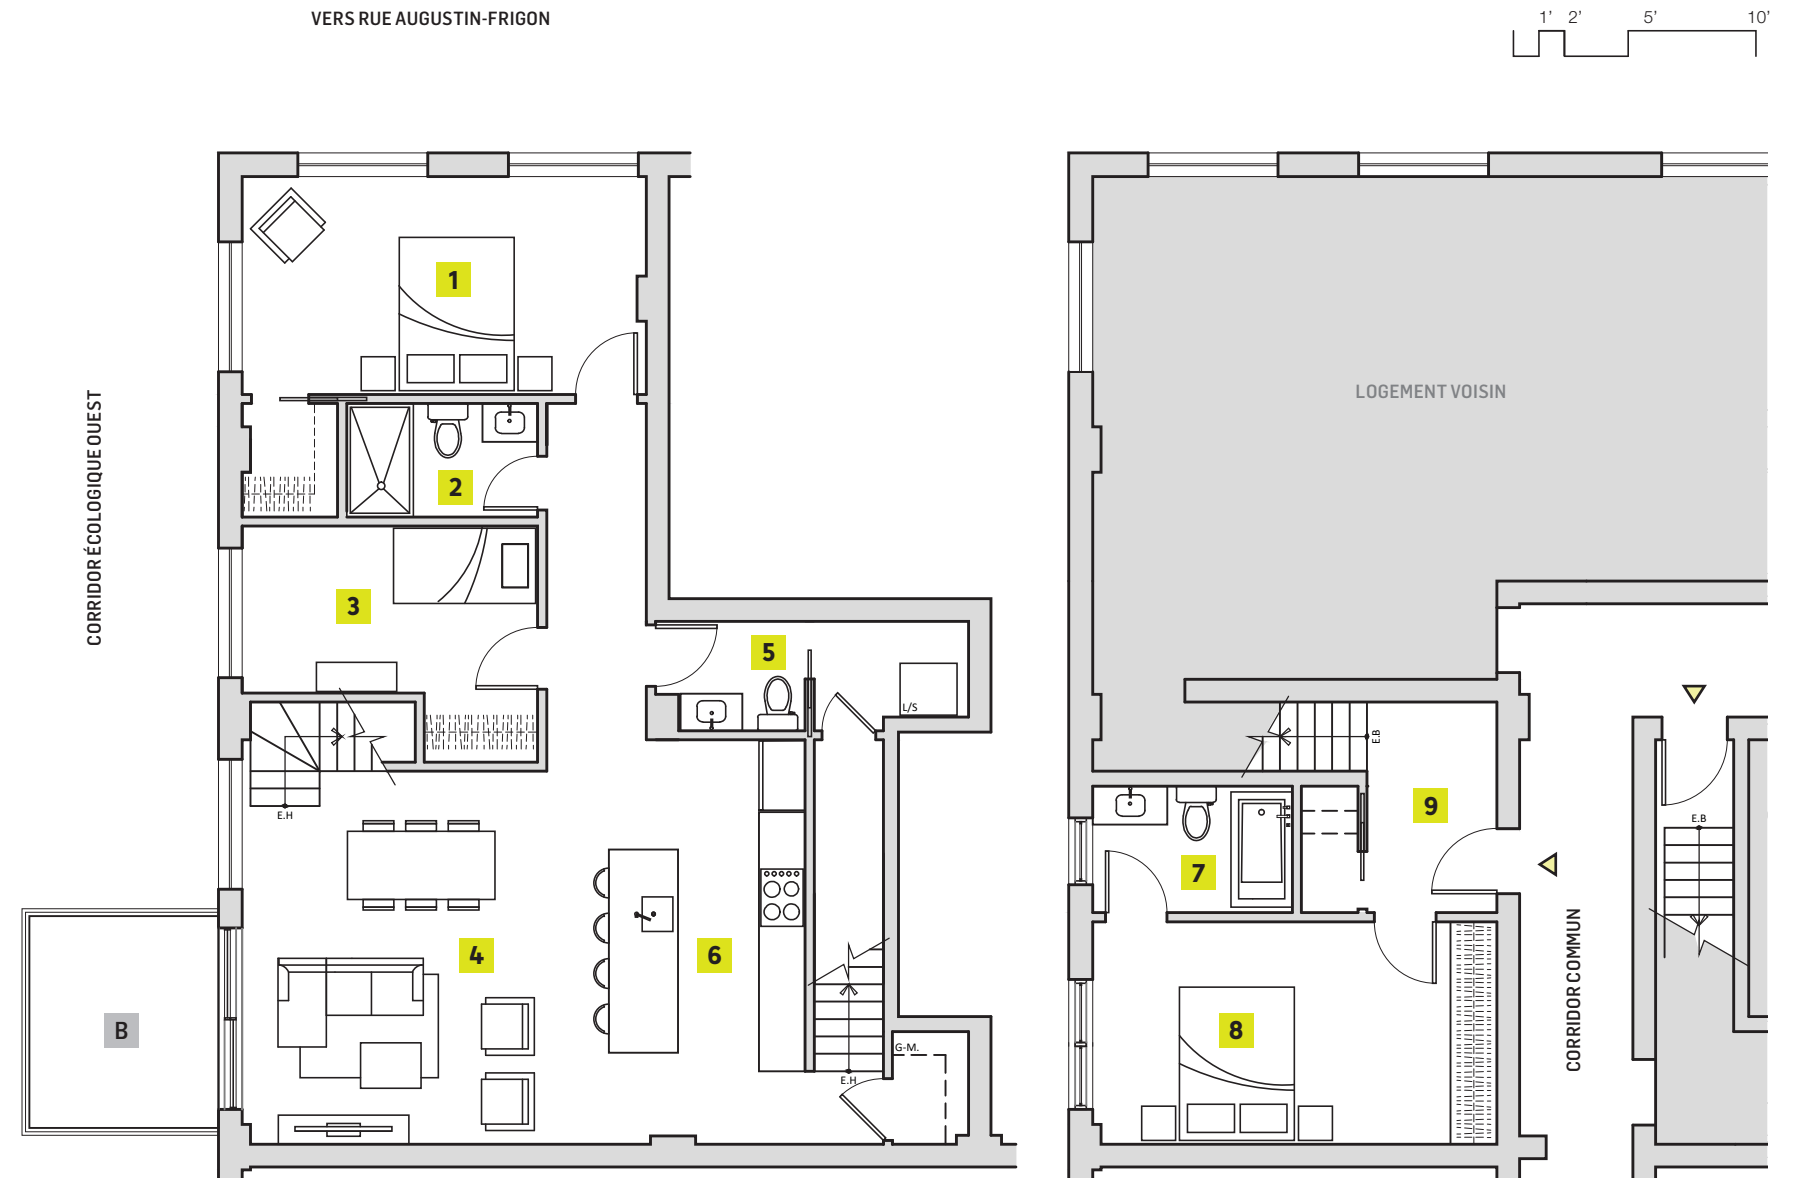 VERS RUE AUGUSTIN-FRIGON
1’ 2’ 5’ 10’
CORRIDOR ÉCOLOGIQUE OUEST
1
2
3
E.H
4
B
5
L/S
6
E.H
G-M.
LOGEMENT VOISIN
E.B
9
7
8
CORRIDOR COMMUN
E.B